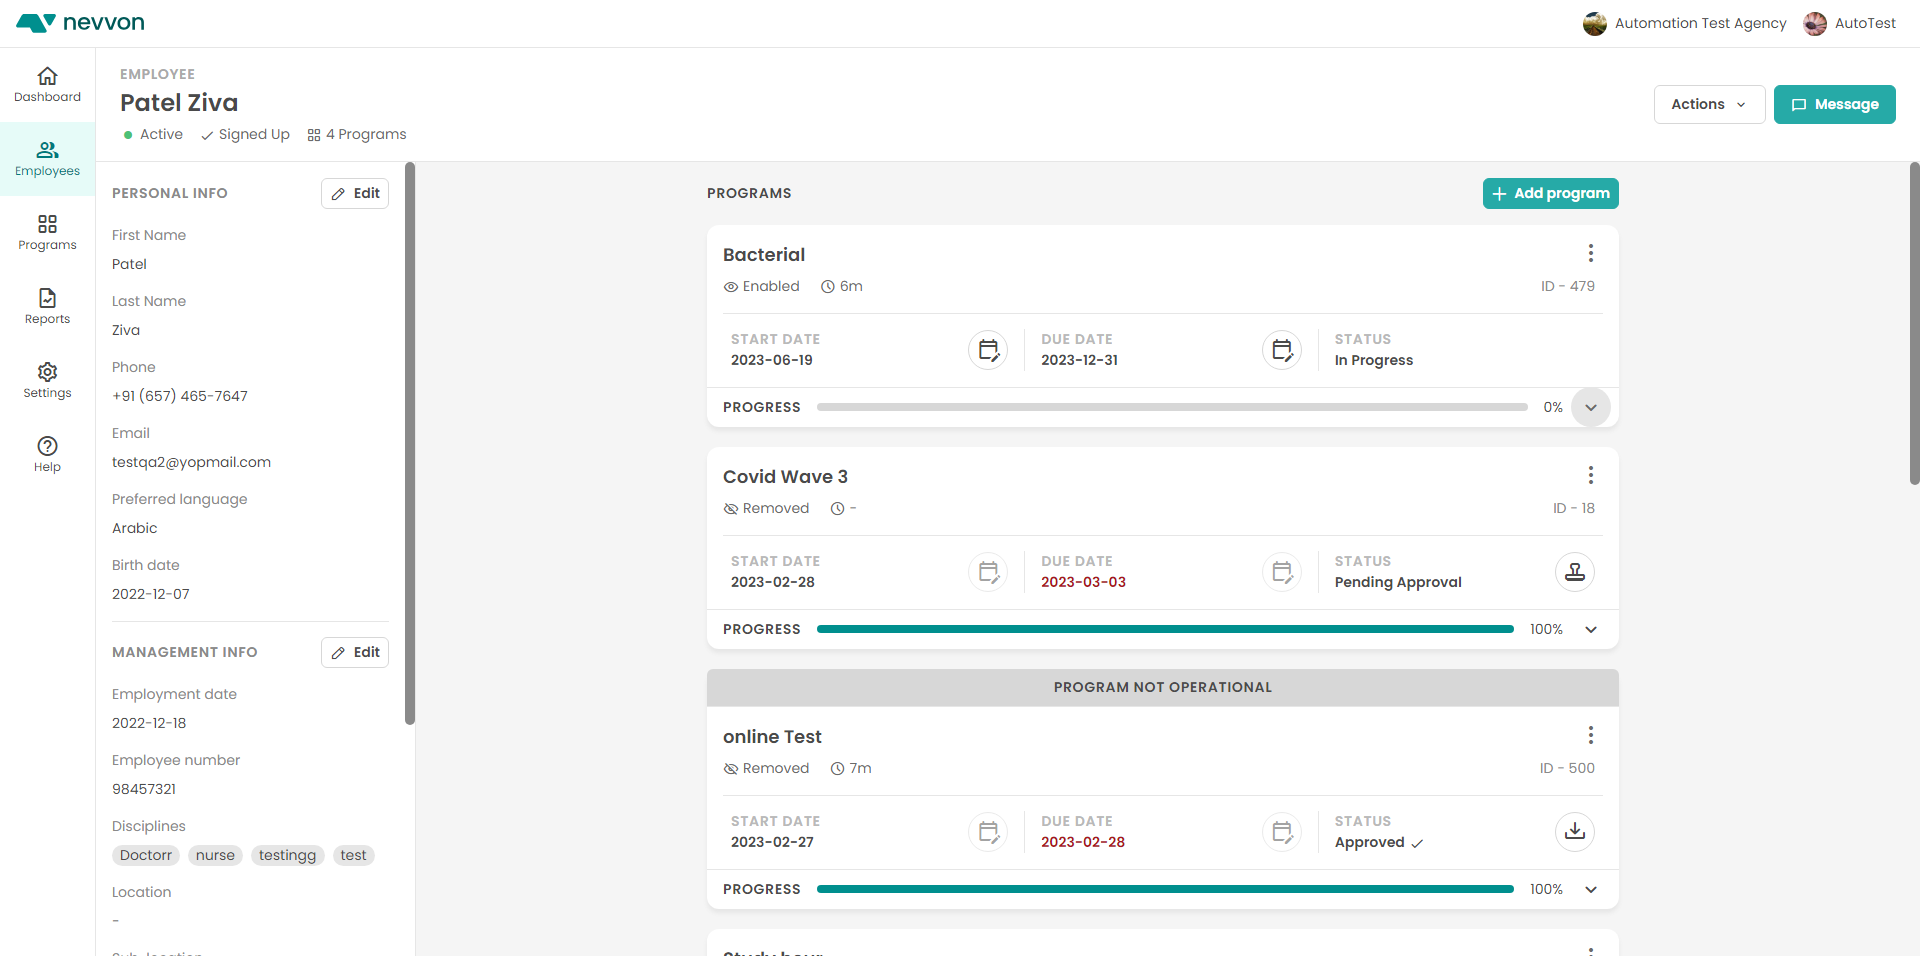 nevvon
Automation Test Agency
AutoTest
Dashboard
Employees
Programs
Reports
Settings
Help
EMPLOYEE
Patel Ziva
Active
Signed Up
4 Programs
Actions
Message
PERSONAL INFO
Edit
First Name
Patel
Last Name
Ziva
Phone
+91 (657) 465-7647
Email
testqa2@yopmail.com
Preferred language
Arabic
Birth date
2022-12-07
MANAGEMENT INFO
Edit
Employment date
2022-12-18
Employee number
98457321
Disciplines
Doctorr nurse testingg test
Location
-
PROGRAMS
Add program
Bacterial
Enabled 6m ID - 479
START DATE
2023-06-19
DUE DATE
2023-12-31
STATUS
In Progress
PROGRESS 0%
Covid Wave 3
Removed - ID - 18
START DATE
2023-02-28
DUE DATE
2023-03-03
STATUS
Pending Approval
PROGRESS 100%
PROGRAM NOT OPERATIONAL
online Test
Removed 7m ID - 500
START DATE
2023-02-27
DUE DATE
2023-02-28
STATUS
Approved
PROGRESS 100%